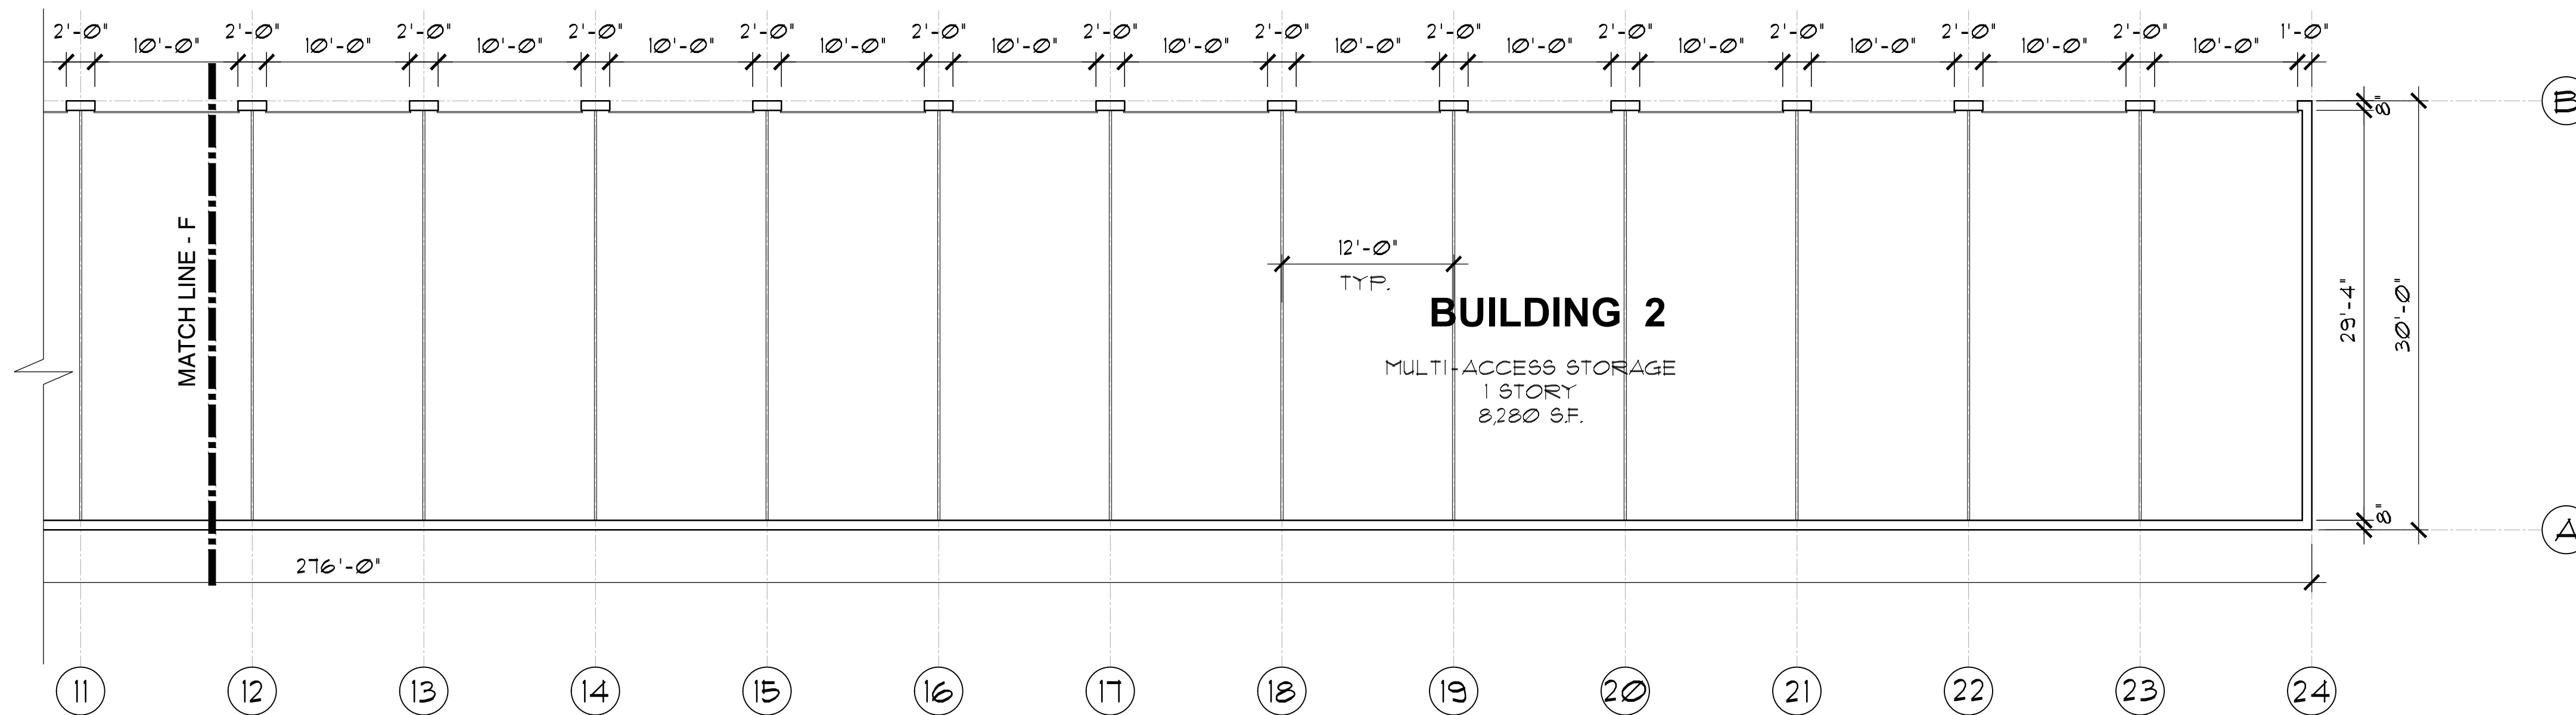 2'-0" 2'-0" 2'-0" 2'-0" 2'-0" 2'-0" 2'-0" 2'-0" 2'-0" 2'-0" 2'-0" 2'-0" 2'-0" 1'-0"
10'-0" 10'-0" 10'-0" 10'-0" 10'-0" 10'-0" 10'-0" 10'-0" 10'-0" 10'-0" 10'-0" 10'-0" 10'-0"
B
8"
MATCH LINE - F
12'-0"
TYP.
BUILDING 2
29'-4"
30'-0"
MULTI-ACCESS STORAGE
1 STORY
8,280 S.F.
8"
A
276'-0"
11 12 13 14 15 16 17 18 19 20 21 22 23 24